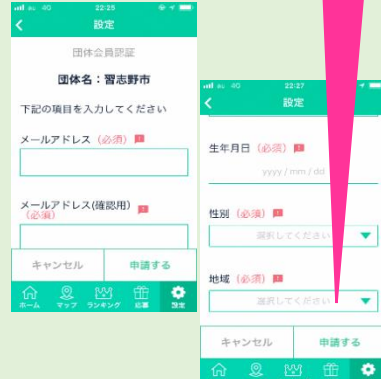 au 4G 22:25
設定
団体会員認証
団体名：習志野市
下記の項目を入力してください
メールアドレス（必須）
メールアドレス(確認用)
（必須）
キャンセル 申請する
ホーム マップ ランキング 応募 設定
au 4G 22:27
設定
生年月日（必須）
yyyy / mm / dd
性別（必須）
選択してください
地域（必須）
選択してください
キャンセル 申請する